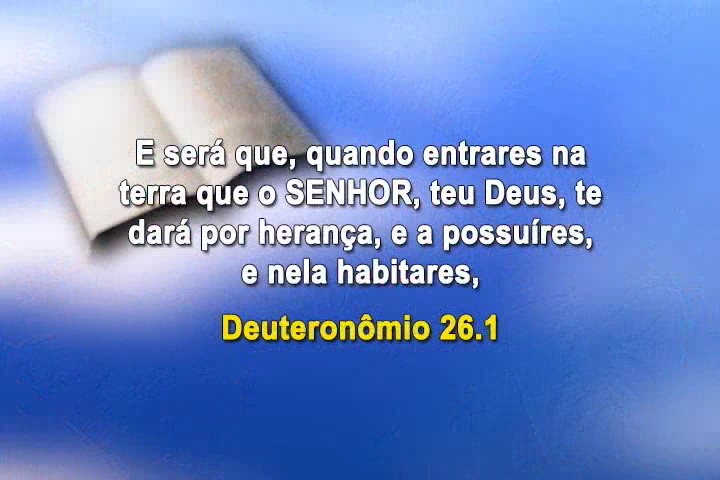 E será que, quando entrares na
terra que o SENHOR, teu Deus, te
dará por herança, e a possuíres,
e nela habitares,
Deuteronômio 26.1